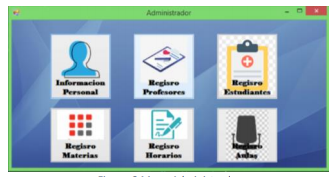 Administrador
Informacion
Personal
Regisro
Profesores
Regisro
Estudiantes
Regisro
Materias
Regisro
Horarios
Regisro
Aulas